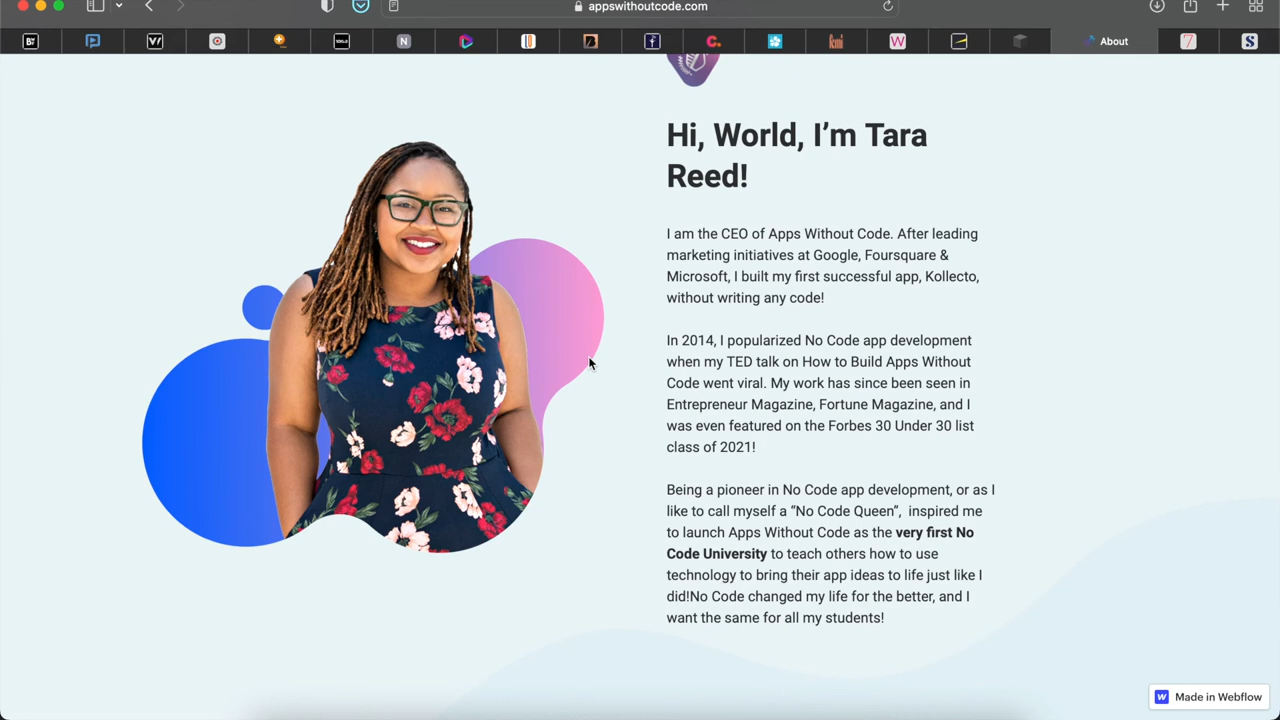 appswithoutcode.com
About
Hi, World, I’m Tara
Reed!
I am the CEO of Apps Without Code. After leading
marketing initiatives at Google, Foursquare &
Microsoft, I built my first successful app, Kollecto,
without writing any code!
In 2014, I popularized No Code app development
when my TED talk on How to Build Apps Without
Code went viral. My work has since been seen in
Entrepreneur Magazine, Fortune Magazine, and I
was even featured on the Forbes 30 Under 30 list
class of 2021!
Being a pioneer in No Code app development, or as I
like to call myself a “No Code Queen”, inspired me
to launch Apps Without Code as the very first No
Code University to teach others how to use
technology to bring their app ideas to life just like I
did!No Code changed my life for the better, and I
want the same for all my students!
Made in Webflow